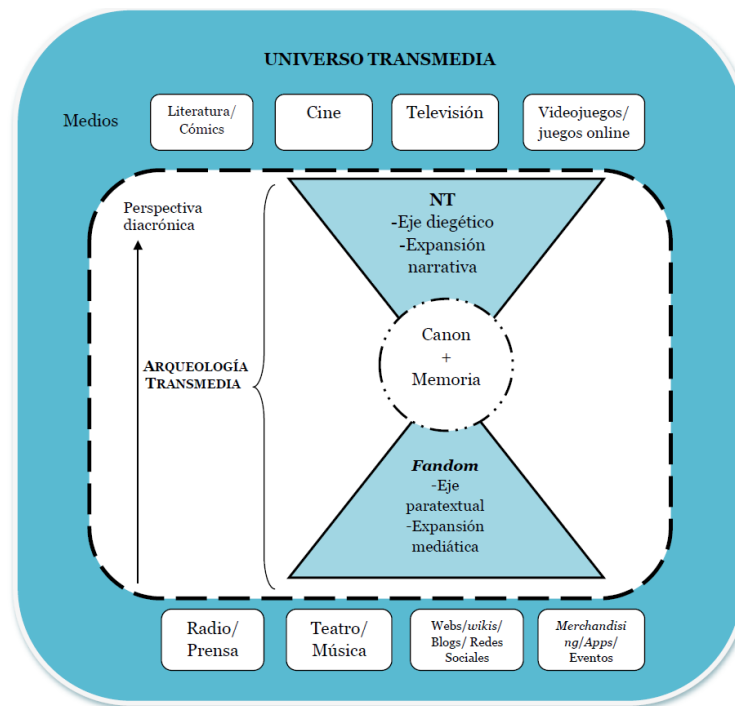 UNIVERSO TRANSMEDIA
Medios
Literatura/
Cómics
Cine
Televisión
Videojuegos/
juegos online
Perspectiva
diacrónica
ARQUEOLOGÍA
TRANSMEDIA
NT
-Eje diegético
-Expansión
narrativa
Canon
+
Memoria
Fandom
-Eje
paratextual
-Expansión
mediática
Radio/
Prensa
Teatro/
Música
Webs/wikis/
Blogs/ Redes
Sociales
Merchandisi
ng/Apps/
Eventos